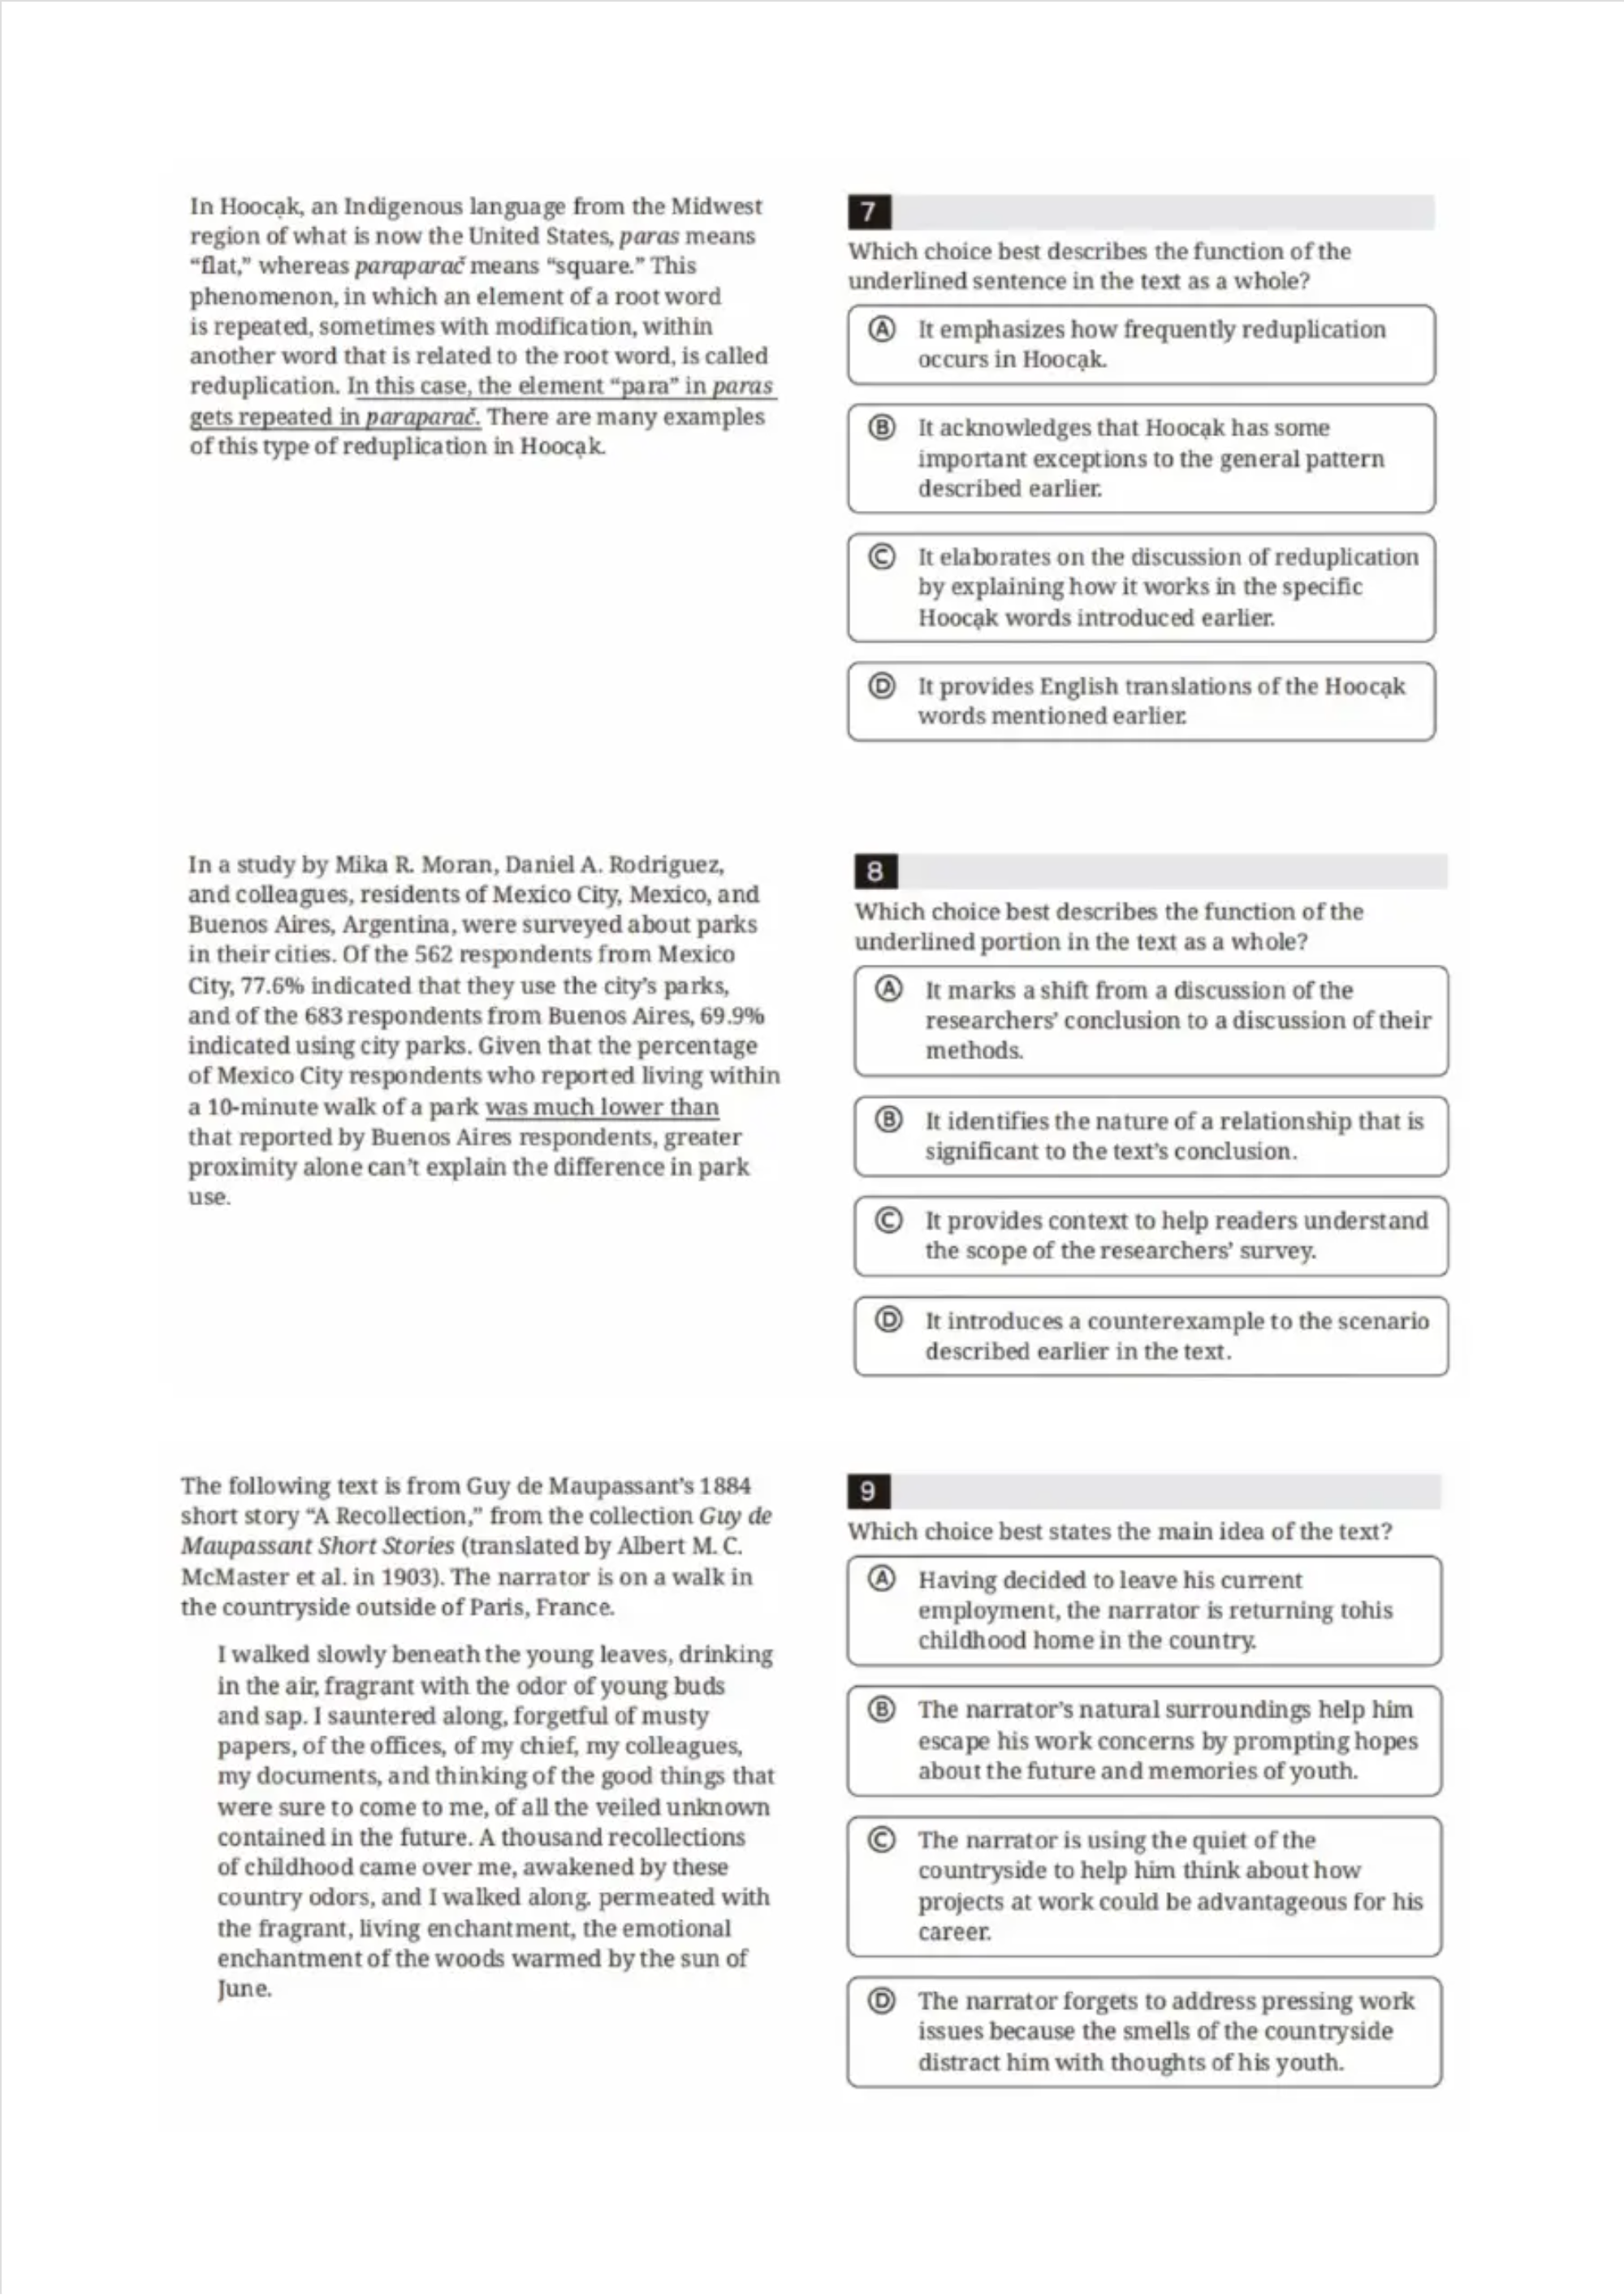 In Hoocąk, an Indigenous language from the Midwest
region of what is now the United States, paras means
“flat,” whereas paraparač means “square.” This
phenomenon, in which an element of a root word
is repeated, sometimes with modification, within
another word that is related to the root word, is called
reduplication. In this case, the element “para” in paras
gets repeated in paraparač. There are many examples
of this type of reduplication in Hoocąk.
7
Which choice best describes the function of the
underlined sentence in the text as a whole?
Ⓐ It emphasizes how frequently reduplication
occurs in Hoocąk.
Ⓑ It acknowledges that Hoocąk has some
important exceptions to the general pattern
described earlier.
Ⓒ It elaborates on the discussion of reduplication
by explaining how it works in the specific
Hoocąk words introduced earlier.
Ⓓ It provides English translations of the Hoocąk
words mentioned earlier.
In a study by Mika R. Moran, Daniel A. Rodriguez,
and colleagues, residents of Mexico City, Mexico, and
Buenos Aires, Argentina, were surveyed about parks
in their cities. Of the 562 respondents from Mexico
City, 77.6% indicated that they use the city’s parks,
and of the 683 respondents from Buenos Aires, 69.9%
indicated using city parks. Given that the percentage
of Mexico City respondents who reported living within
a 10-minute walk of a park was much lower than
that reported by Buenos Aires respondents, greater
proximity alone can’t explain the difference in park
use.
8
Which choice best describes the function of the
underlined portion in the text as a whole?
Ⓐ It marks a shift from a discussion of the
researchers’ conclusion to a discussion of their
methods.
Ⓑ It identifies the nature of a relationship that is
significant to the text’s conclusion.
Ⓒ It provides context to help readers understand
the scope of the researchers’ survey.
Ⓓ It introduces a counterexample to the scenario
described earlier in the text.
The following text is from Guy de Maupassant’s 1884
short story “A Recollection,” from the collection Guy de
Maupassant Short Stories (translated by Albert M. C.
McMaster et al. in 1903). The narrator is on a walk in
the countryside outside of Paris, France.
I walked slowly beneath the young leaves, drinking
in the air, fragrant with the odor of young buds
and sap. I sauntered along, forgetful of musty
papers, of the offices, of my chief, my colleagues,
my documents, and thinking of the good things that
were sure to come to me, of all the veiled unknown
contained in the future. A thousand recollections
of childhood came over me, awakened by these
country odors, and I walked along, permeated with
the fragrant, living enchantment, the emotional
enchantment of the woods warmed by the sun of
June.
9
Which choice best states the main idea of the text?
Ⓐ Having decided to leave his current
employment, the narrator is returning tohis
childhood home in the country.
Ⓑ The narrator’s natural surroundings help him
escape his work concerns by prompting hopes
about the future and memories of youth.
Ⓒ The narrator is using the quiet of the
countryside to help him think about how
projects at work could be advantageous for his
career.
Ⓓ The narrator forgets to address pressing work
issues because the smells of the countryside
distract him with thoughts of his youth.